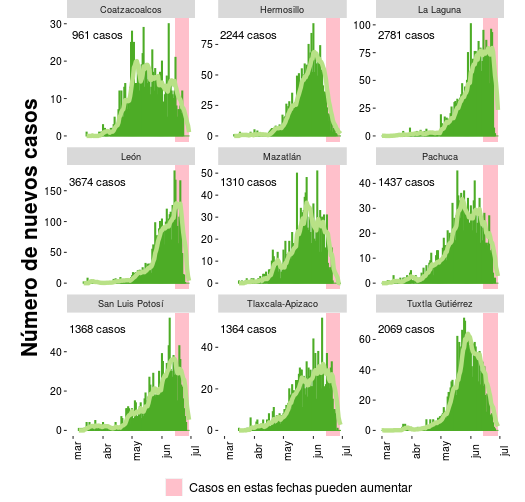 Número de nuevos casos
Coatzacoalcos
961 casos
30
20
10
0
Hermosillo
2244 casos
75
50
25
0
La Laguna
2781 casos
100
75
50
25
0
León
3674 casos
150
100
50
0
Mazatlán
1310 casos
50
40
30
20
10
0
Pachuca
1437 casos
40
30
20
10
0
San Luis Potosí
1368 casos
40
20
0
Tlaxcala-Apizaco
1364 casos
40
20
0
Tuxtla Gutiérrez
2069 casos
60
40
20
0
mar abr may jun jul
mar abr may jun jul
mar abr may jun jul
Casos en estas fechas pueden aumentar